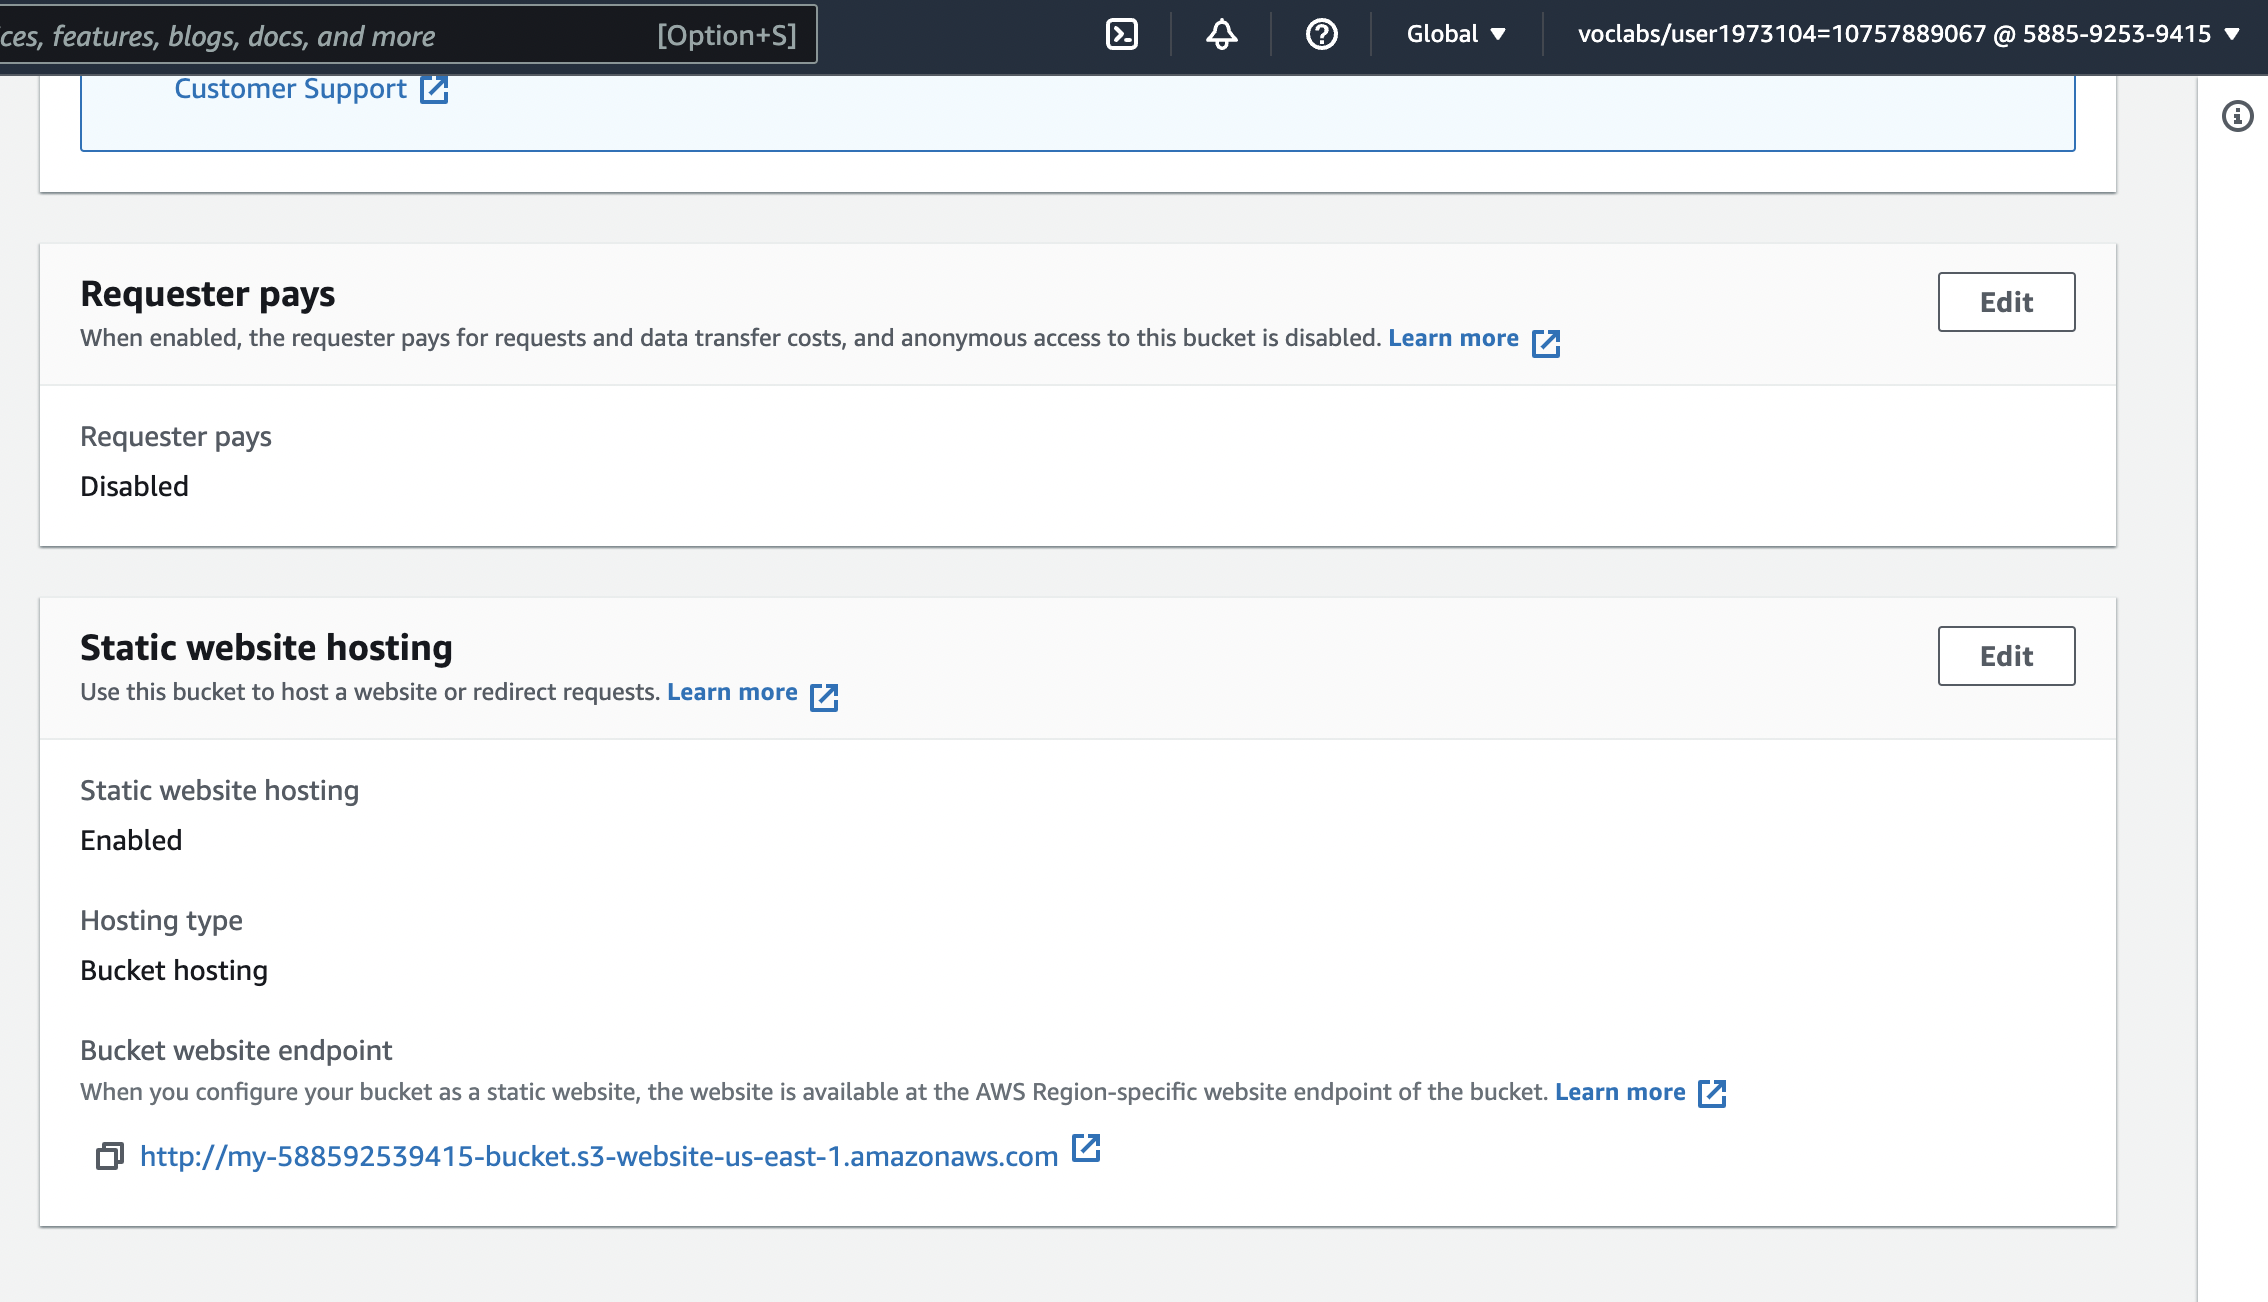 ces, features, blogs, docs, and more [Option+S] Global voclabs/user1973104=10757889067 @ 5885-9253-9415
Customer Support
Requester pays
Edit
When enabled, the requester pays for requests and data transfer costs, and anonymous access to this bucket is disabled. Learn more
Requester pays
Disabled
Static website hosting
Edit
Use this bucket to host a website or redirect requests. Learn more
Static website hosting
Enabled
Hosting type
Bucket hosting
Bucket website endpoint
When you configure your bucket as a static website, the website is available at the AWS Region-specific website endpoint of the bucket. Learn more
http://my-588592539415-bucket.s3-website-us-east-1.amazonaws.com